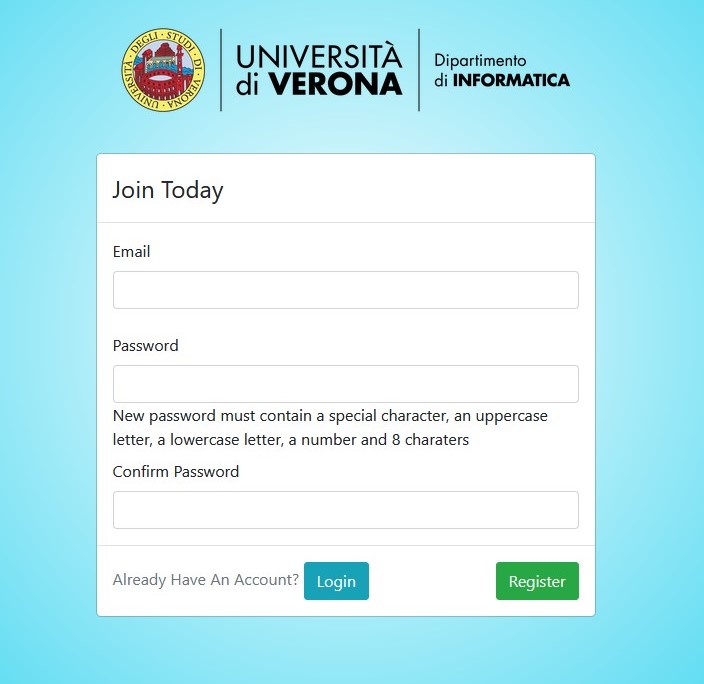 UNIVERSITÀ
di VERONA
Dipartimento
di INFORMATICA
UNIVERSITÀ DEGLI STUDI DI VERONA
Join Today
Email
Password
New password must contain a special character, an uppercase
letter, a lowercase letter, a number and 8 charaters
Confirm Password
Already Have An Account? Login
Register